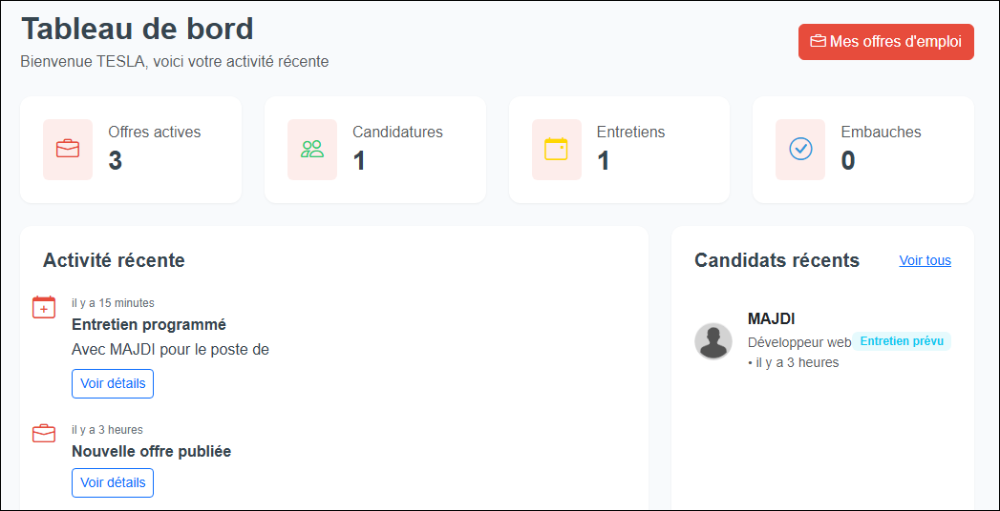 Tableau de bord
Bienvenue TESLA, voici votre activité récente
Mes offres d'emploi
Offres actives
3
Candidatures
1
Entretiens
1
Embauches
0
Activité récente
il y a 15 minutes
Entretien programmé
Avec MAJDI pour le poste de
Voir détails
il y a 3 heures
Nouvelle offre publiée
Voir détails
Candidats récents
Voir tous
MAJDI
Développeur web
Entretien prévu
• il y a 3 heures